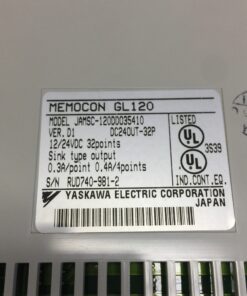 MEMOCON GL120
MODEL JAMSC-120DDO35410
VER. D1 DC24OUT-32P
12/24VDC 32points
Sink type output
0.3A/point 0.4A/4points
S/N RUD740-981-2
LISTED
UL
3S39
UL
IND.CONT.EQ.
YASKAWA ELECTRIC CORPORATION
JAPAN